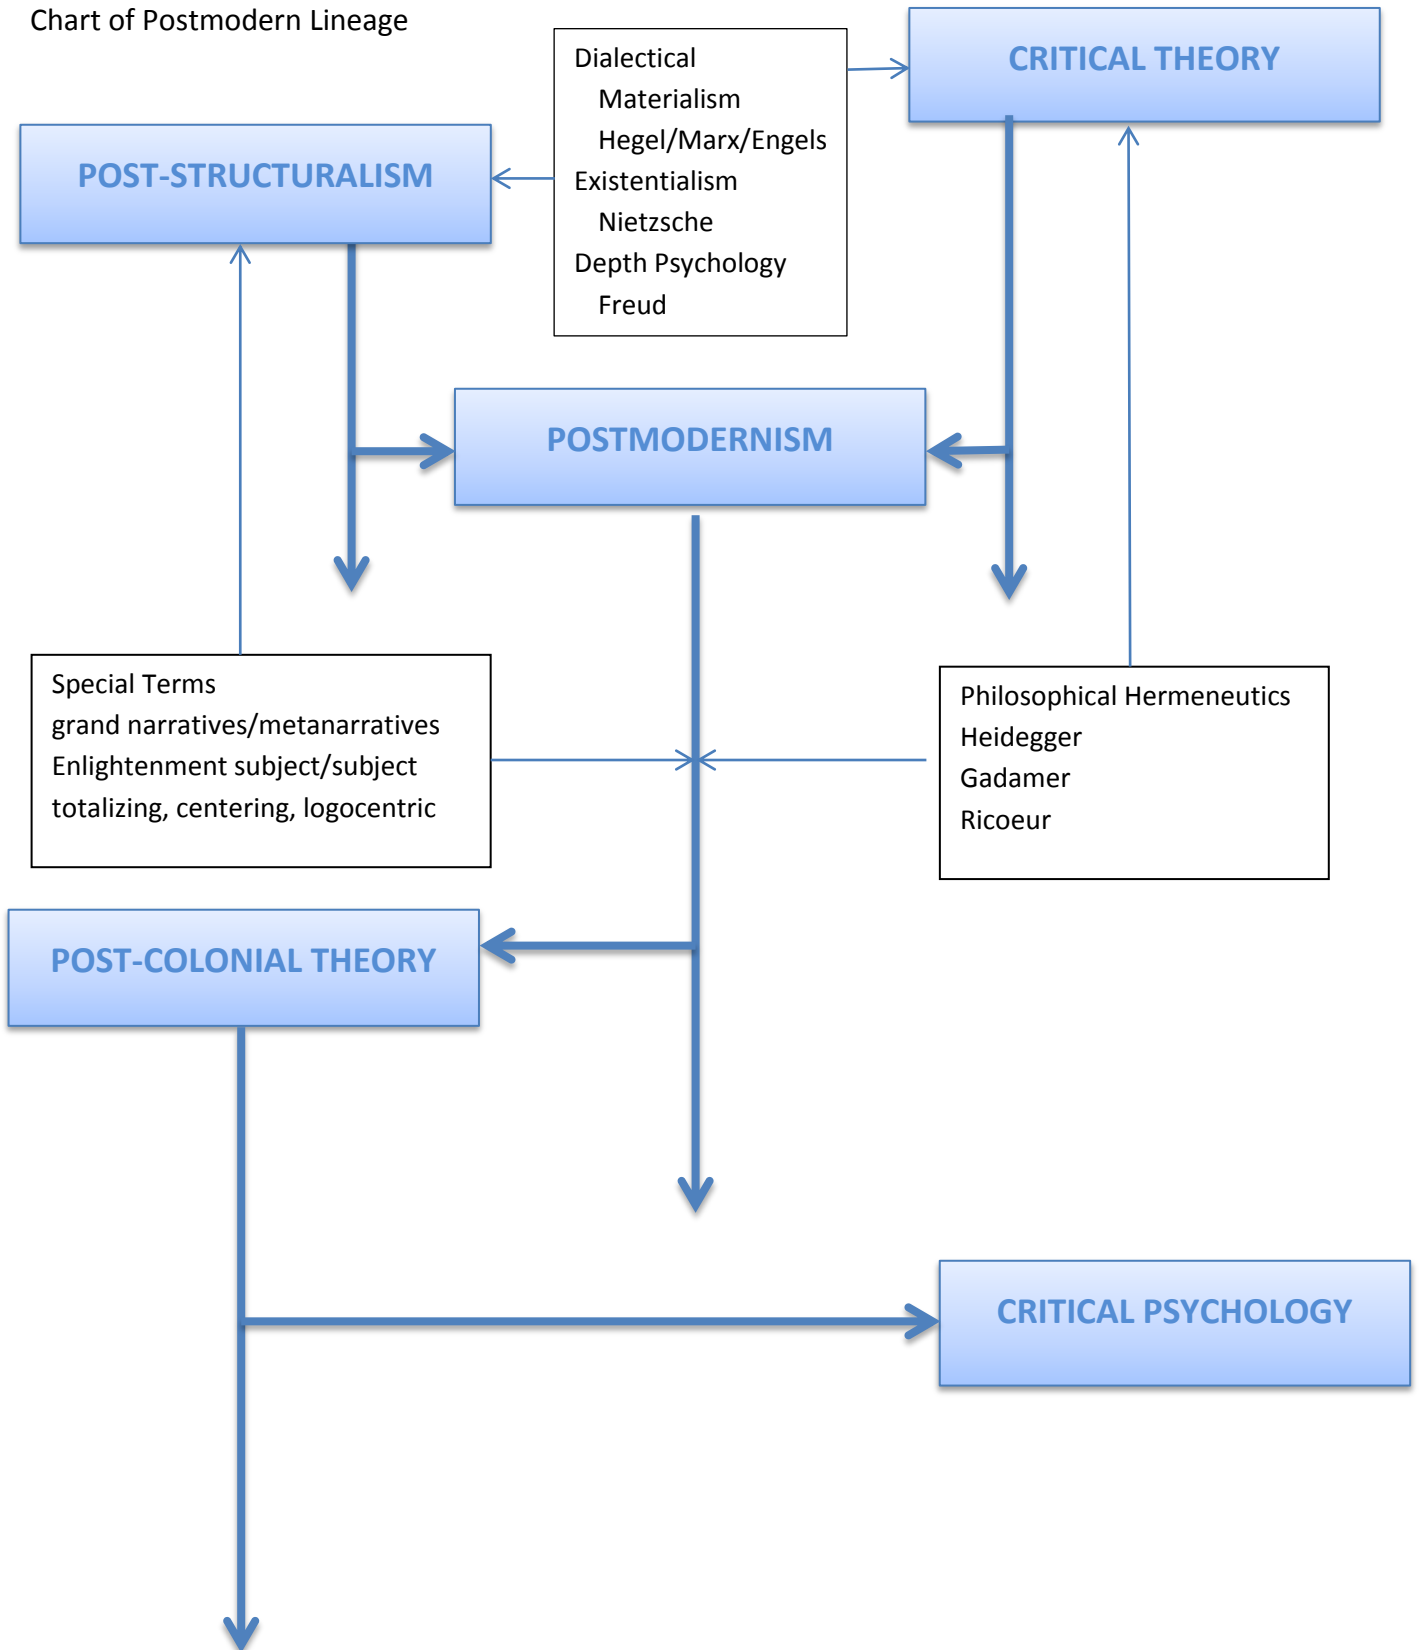 Chart of Postmodern Lineage
Dialectical
Materialism
Hegel/Marx/Engels
Existentialism
Nietzsche
Depth Psychology
Freud
CRITICAL THEORY
POST-STRUCTURALISM
POSTMODERNISM
Special Terms
grand narratives/metanarratives
Enlightenment subject/subject
totalizing, centering, logocentric
Philosophical Hermeneutics
Heidegger
Gadamer
Ricoeur
POST-COLONIAL THEORY
CRITICAL PSYCHOLOGY